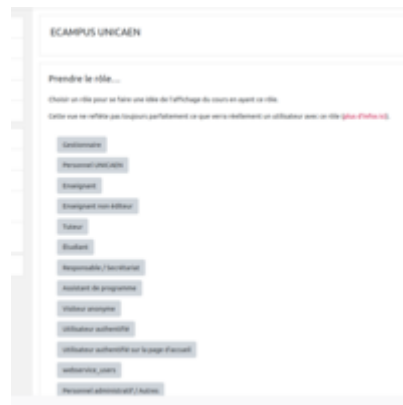 ECAMPUS UNICAEN
Prendre le rôle...
Choisir un rôle pour se faire une idée de l'affichage du cours en ayant ce rôle.
Cette vue ne reflète pas toujours parfaitement ce que verra réellement un utilisateur avec ce rôle (plus d'infos ici).
Gestionnaire
Personnel UNICAEN
Enseignant
Enseignant non-éditeur
Tuteur
Étudiant
Responsable / Secrétariat
Assistant de programme
Visiteur anonyme
Utilisateur authentifié
Utilisateur authentifié sur la page d'accueil
webservice_users
Personnel administratif / Autres